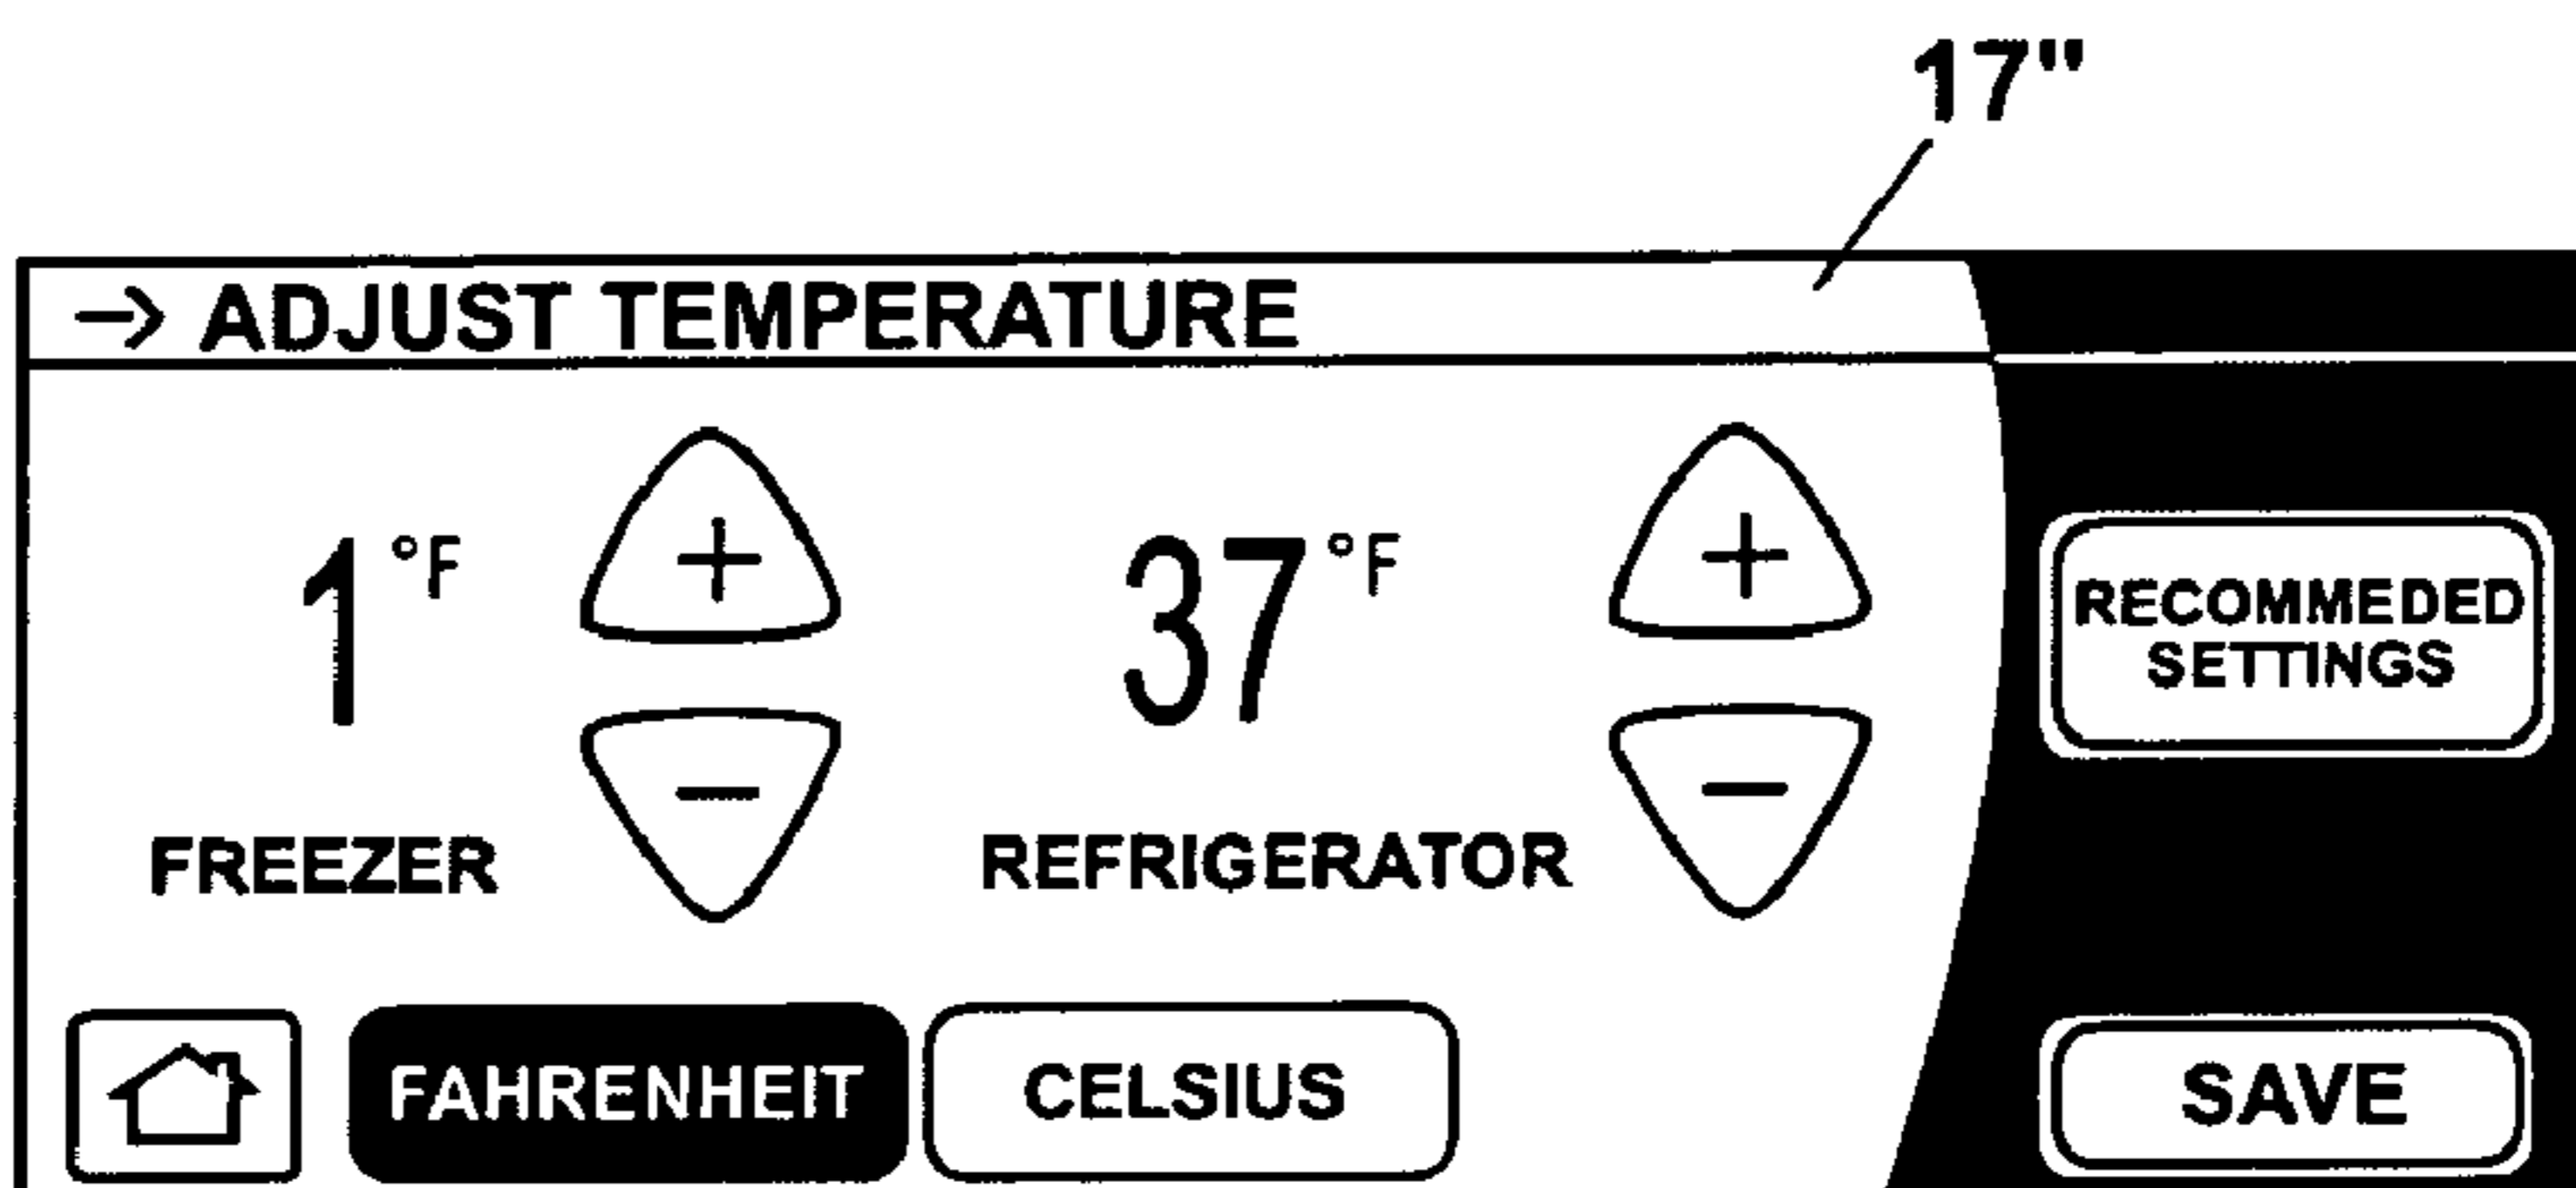 17"
→ ADJUST TEMPERATURE
1 °F
+
37 °F
+
RECOMMEDED
SETTINGS
−
−
FREEZER
REFRIGERATOR
FAHRENHEIT
CELSIUS
SAVE